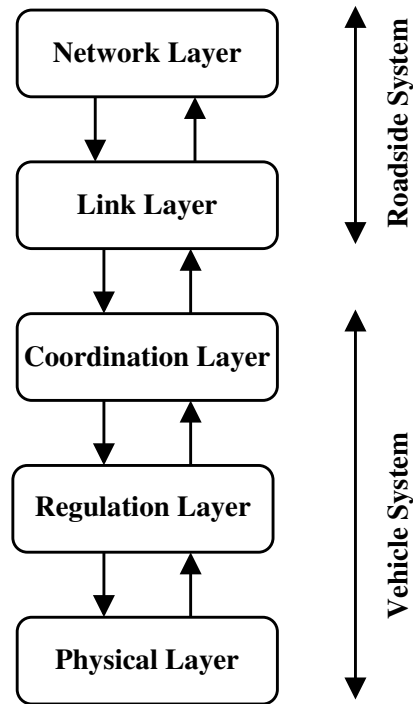 Network Layer
Link Layer
Coordination Layer
Regulation Layer
Physical Layer
Roadside System
Vehicle System